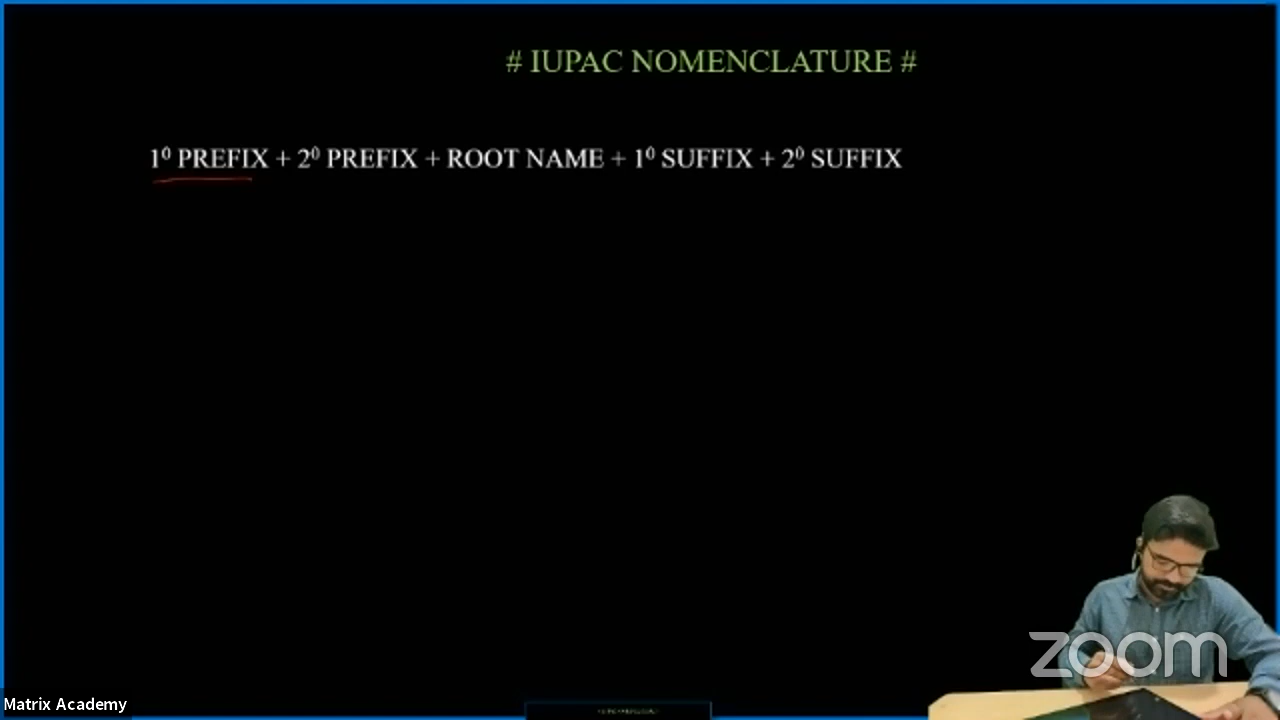 # IUPAC NOMENCLATURE #
1⁰ PREFIX + 2⁰ PREFIX + ROOT NAME + 1⁰ SUFFIX + 2⁰ SUFFIX
zoom
Matrix Academy